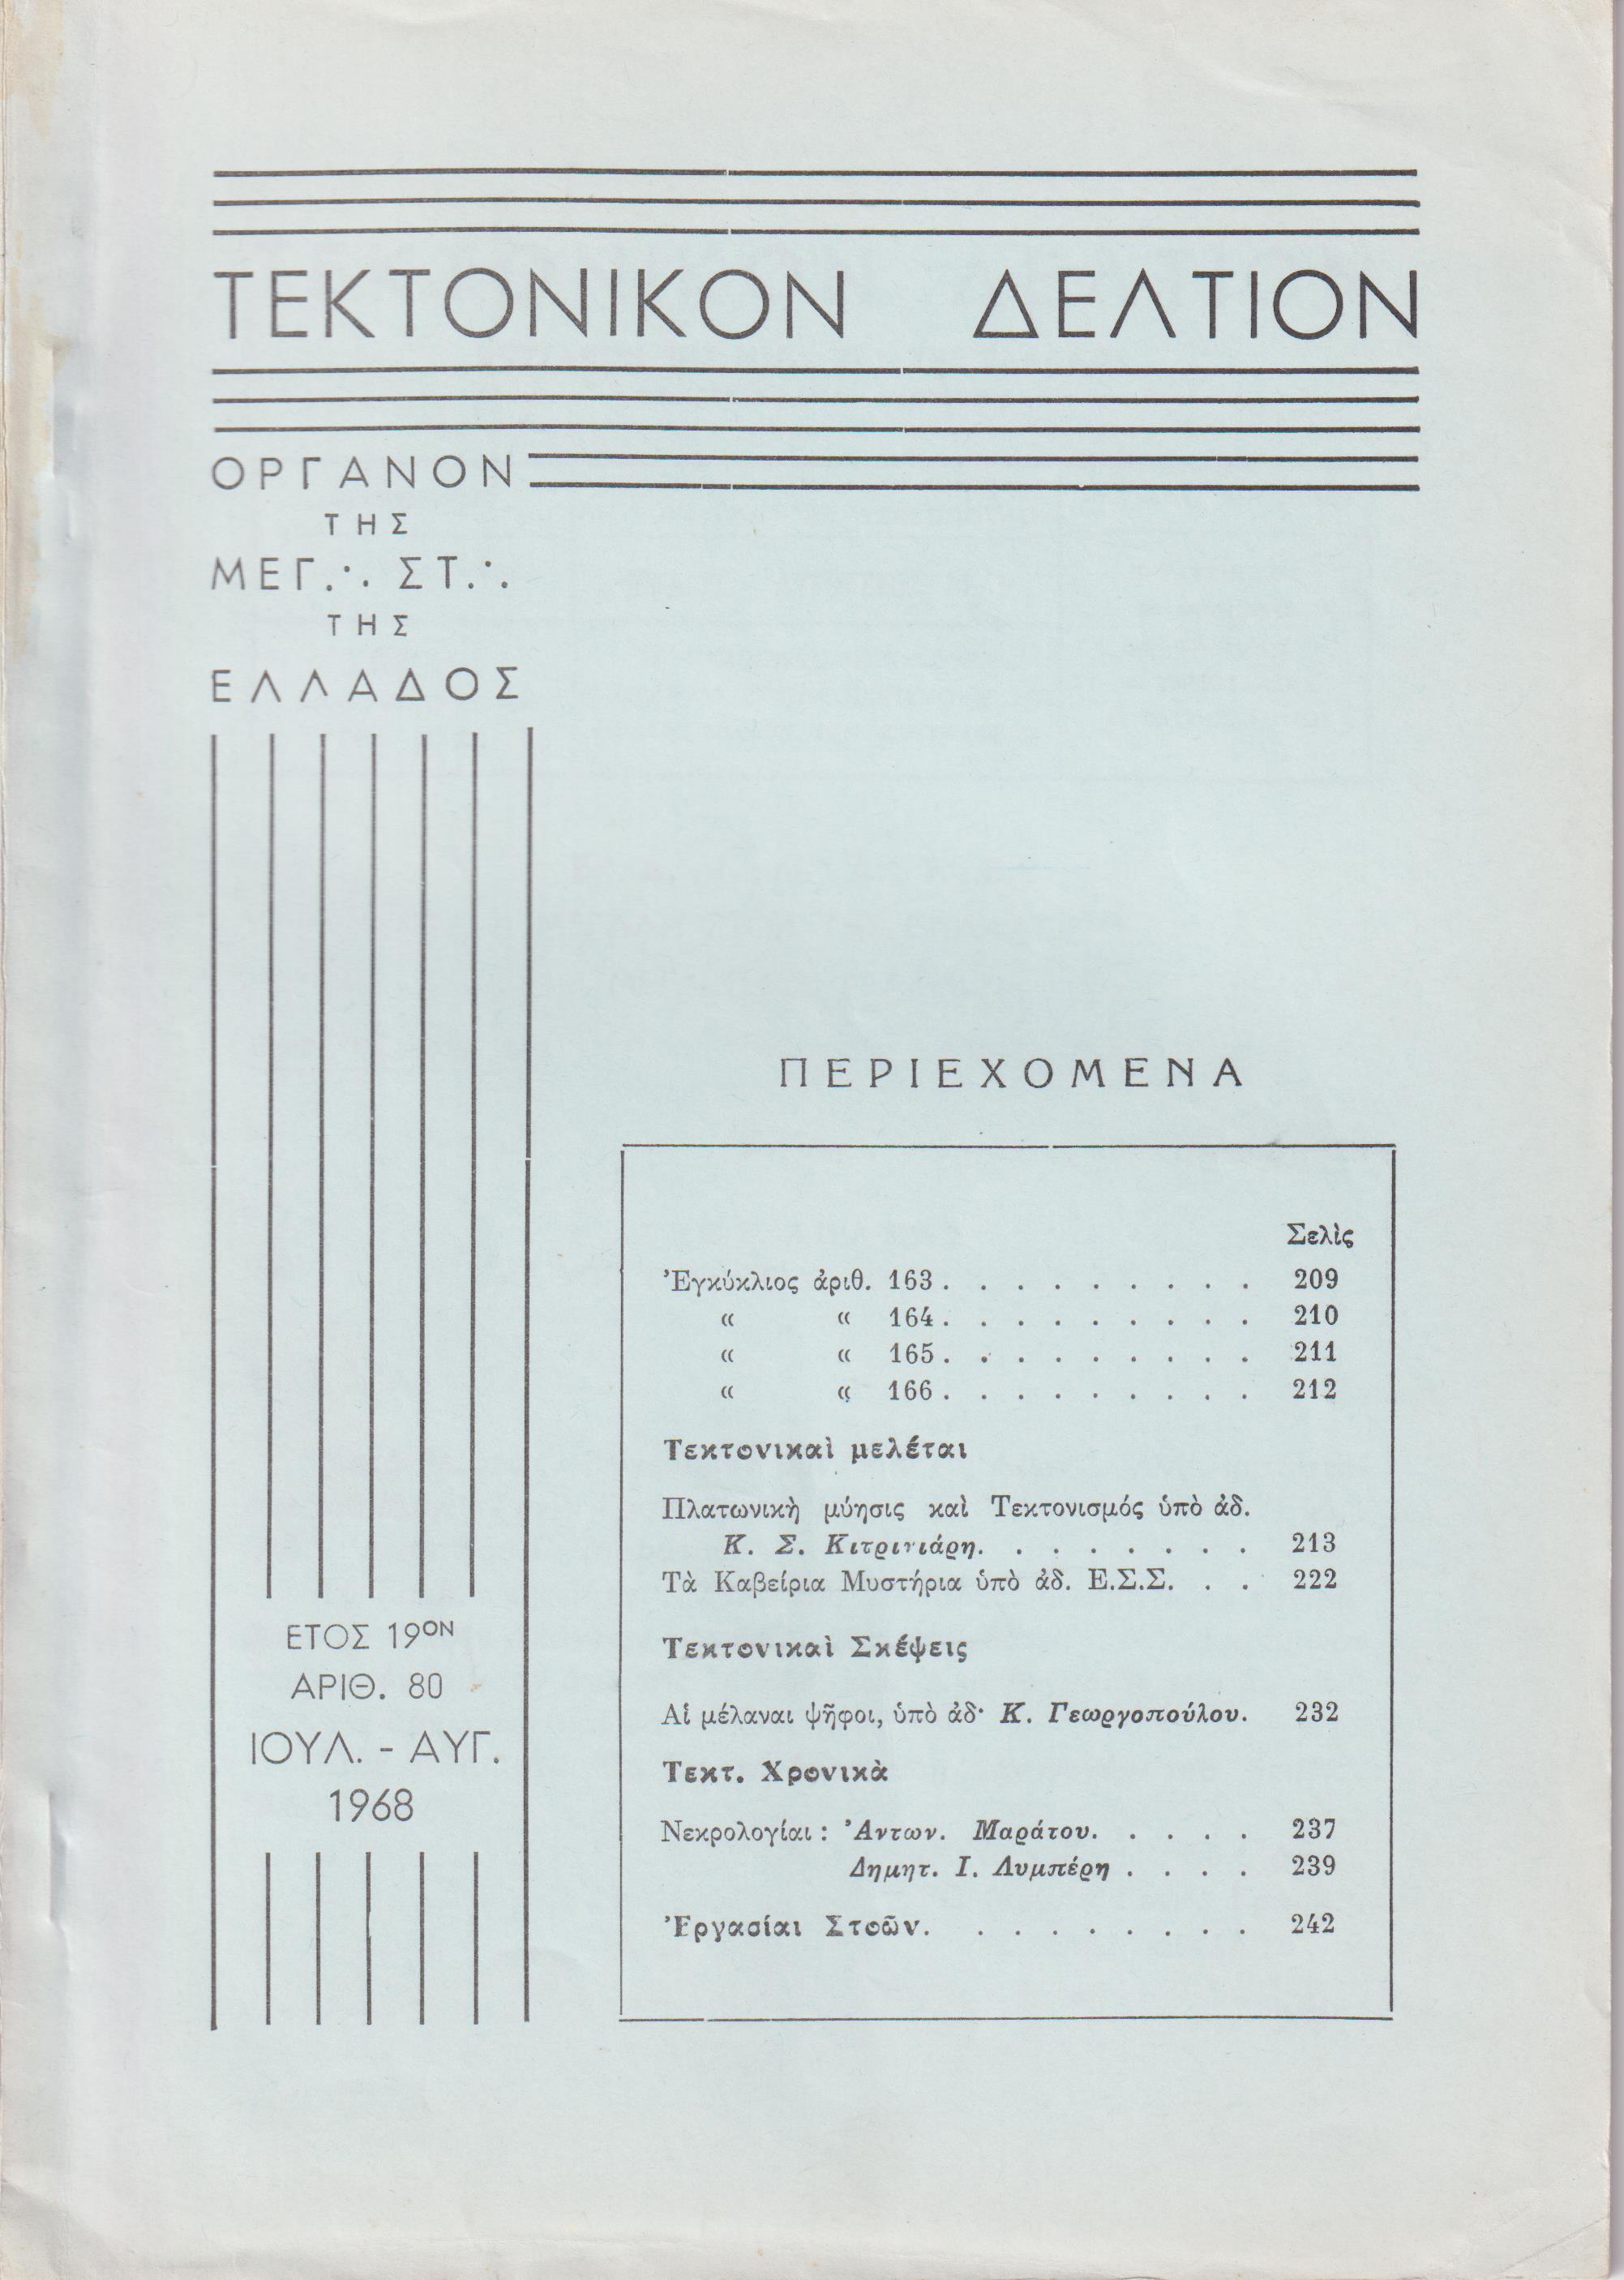 ΤΕΚΤΟΝΙΚΟΝ ΔΕΛΤΙΟΝ
ΟΡΓΑΝΟΝ
ΤΗΣ
ΜΕΓ.∴ ΣΤ.∴
ΤΗΣ
ΕΛΛΑΔΟΣ
ΕΤΟΣ 19ΟΝ
ΑΡΙΘ. 80
ΙΟΥΛ. - ΑΥΓ.
1968
ΠΕΡΙΕΧΟΜΕΝΑ
Σελὶς
Ἐγκύκλιος ἀριθ. 163 . . . . . . . . . 209
« « 164 . . . . . . . . . 210
« « 165 . . . . . . . . . 211
« « 166 . . . . . . . . . 212
Τεκτονικαὶ μελέται
Πλατωνικὴ μύησις καὶ Τεκτονισμός ὑπὸ ἀδ.
Κ. Σ. Κιτρινιάρη. . . . . . . . 213
Τὰ Καβείρια Μυστήρια ὑπὸ ἀδ. Ε.Σ.Σ. . . 222
Τεκτονικαὶ Σκέψεις
Αἱ μέλαναι ψῆφοι, ὑπὸ ἀδ· Κ. Γεωργοπούλου. 232
Τεκτ. Χρονικὰ
Νεκρολογίαι : Ἀντων. Μαράτου. . . . . 237
Δημητ. Ι. Λυμπέρη . . . . 239
Ἐργασίαι Στοῶν. . . . . . . . . 242